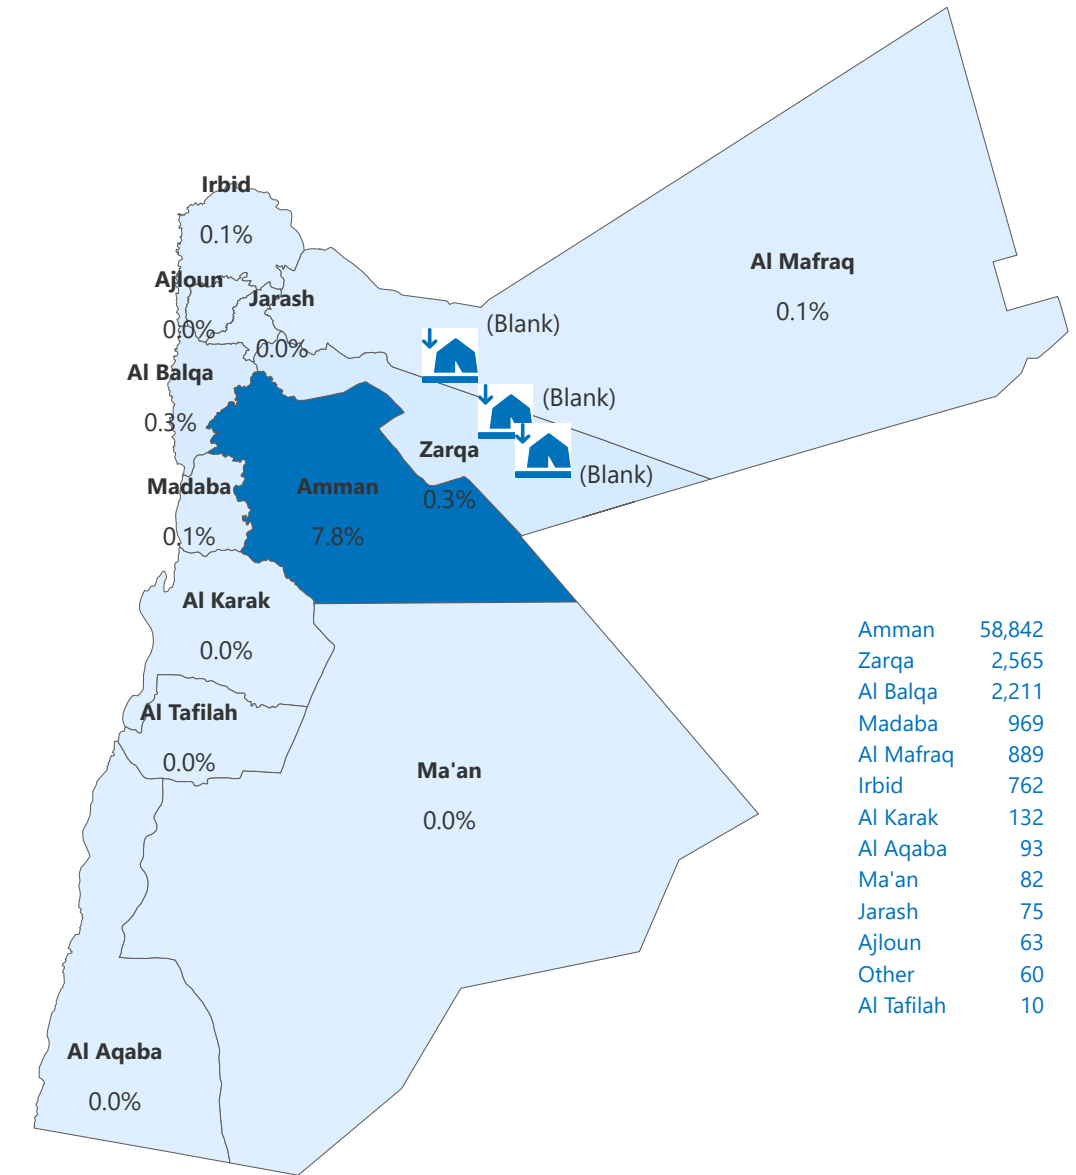 Irbid
0.1%
Al Mafraq
0.1%
Ajloun
0.0%
Jarash
0.0%
(Blank)
Al Balqa
0.3%
(Blank)
Zarqa
0.3%
(Blank)
Madaba
0.1%
Amman
7.8%
Al Karak
0.0%
Al Tafilah
0.0%
Ma'an
0.0%
Al Aqaba
0.0%
Amman 58,842
Zarqa 2,565
Al Balqa 2,211
Madaba 969
Al Mafraq 889
Irbid 762
Al Karak 132
Al Aqaba 93
Ma'an 82
Jarash 75
Ajloun 63
Other 60
Al Tafilah 10